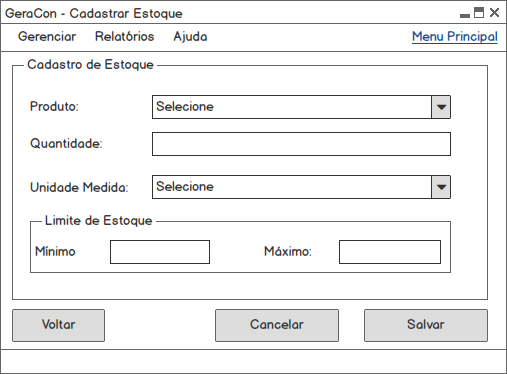 GeraCon - Cadastrar Estoque
Gerenciar Relatórios Ajuda Menu Principal
Cadastro de Estoque
Produto: Selecione
Quantidade:
Unidade Medida: Selecione
Limite de Estoque
Mínimo Máximo:
Voltar Cancelar Salvar